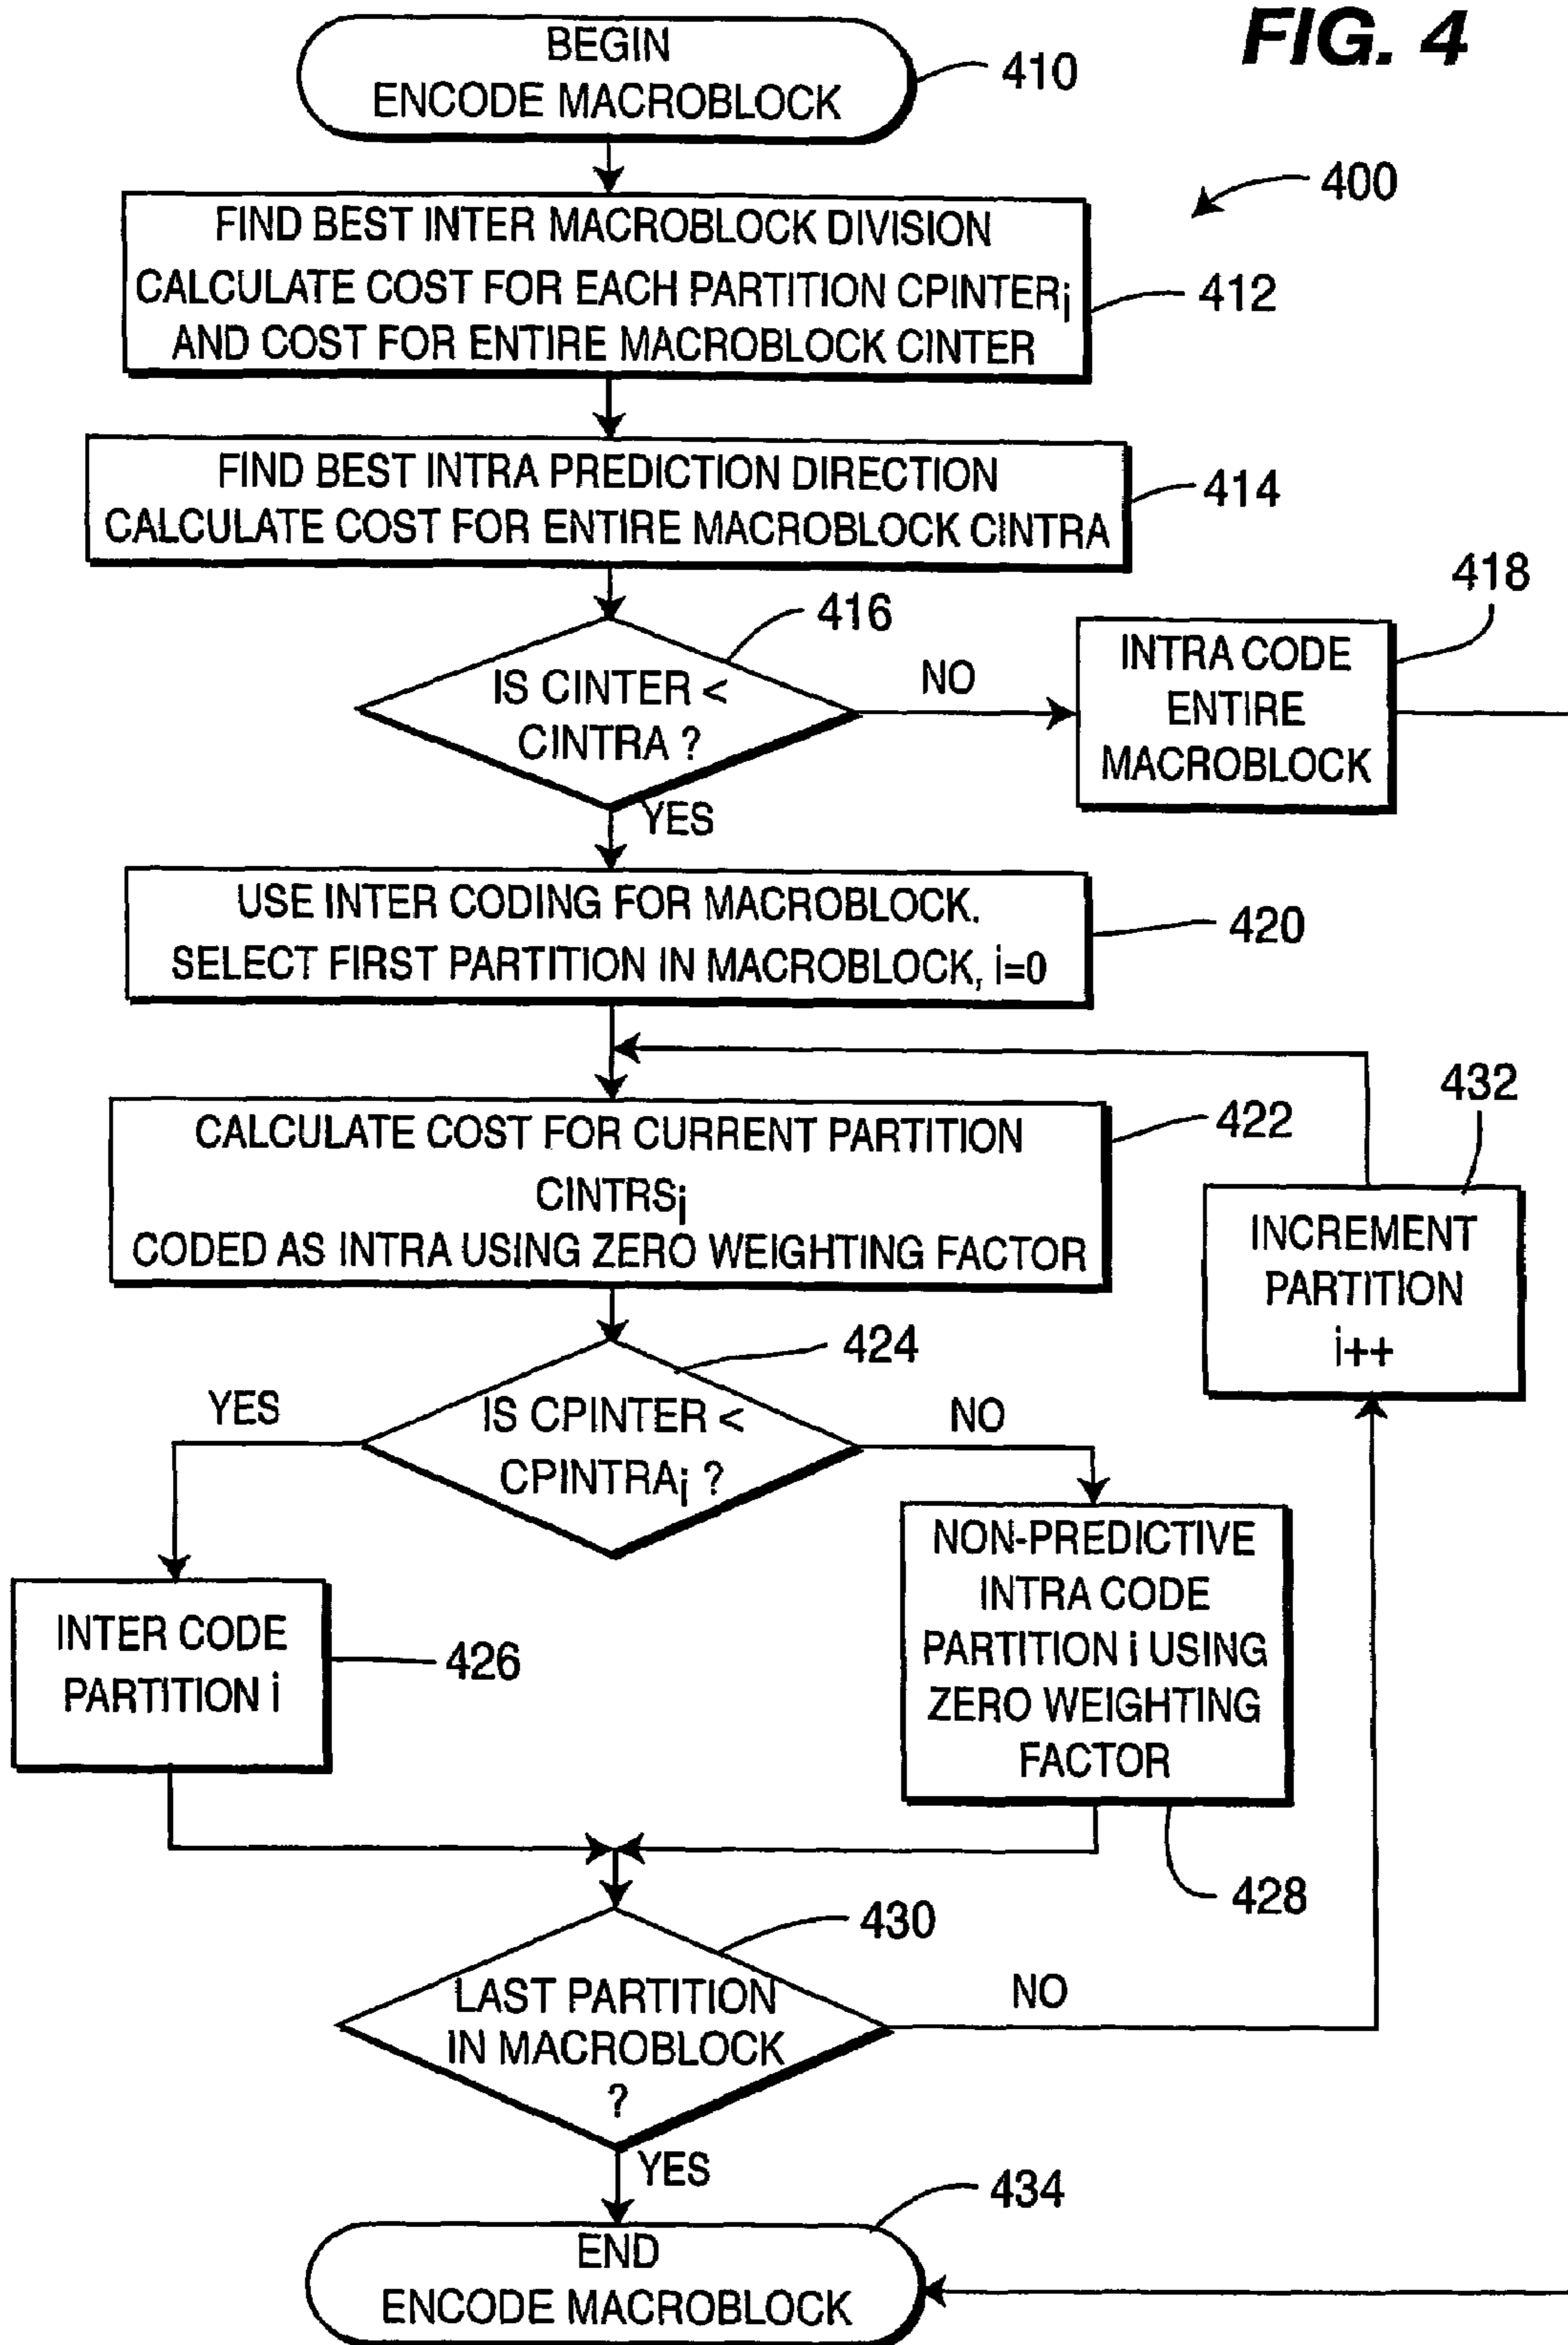 FIG. 4
BEGIN
ENCODE MACROBLOCK
410
400
FIND BEST INTER MACROBLOCK DIVISION
CALCULATE COST FOR EACH PARTITION CPINTERi
AND COST FOR ENTIRE MACROBLOCK CINTER
412
FIND BEST INTRA PREDICTION DIRECTION
CALCULATE COST FOR ENTIRE MACROBLOCK CINTRA
414
416
IS CINTER <
CINTRA ?
NO
YES
418
INTRA CODE
ENTIRE
MACROBLOCK
USE INTER CODING FOR MACROBLOCK.
SELECT FIRST PARTITION IN MACROBLOCK, i=0
420
CALCULATE COST FOR CURRENT PARTITION
CINTRSi
CODED AS INTRA USING ZERO WEIGHTING FACTOR
422
432
INCREMENT
PARTITION
i++
424
IS CPINTER <
CPINTRAi ?
YES
NO
INTER CODE
PARTITION i
426
NON-PREDICTIVE
INTRA CODE
PARTITION i USING
ZERO WEIGHTING
FACTOR
428
430
LAST PARTITION
IN MACROBLOCK
?
NO
YES
434
END
ENCODE MACROBLOCK